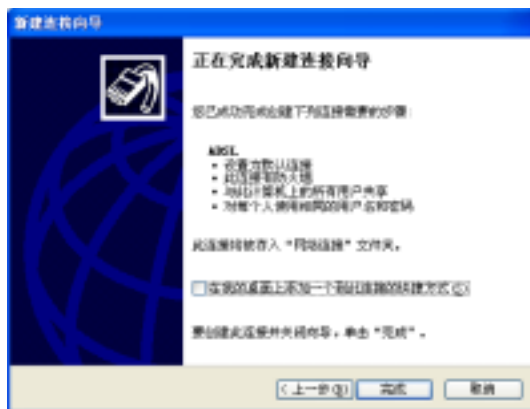 新建连接向导
正在完成新建连接向导
您已成功完成创建下列连接需要的步骤:
ADSL
• 设置为默认连接
• 此连接有防火墙
• 与此计算机上的所有用户共享
• 对每个人使用相同的用户名和密码
此连接将被存入“网络连接”文件夹。
在我的桌面上添加一个到此连接的快捷方式(S)
要创建此连接并关闭向导,单击“完成”。
<上一步(B) 完成 取消